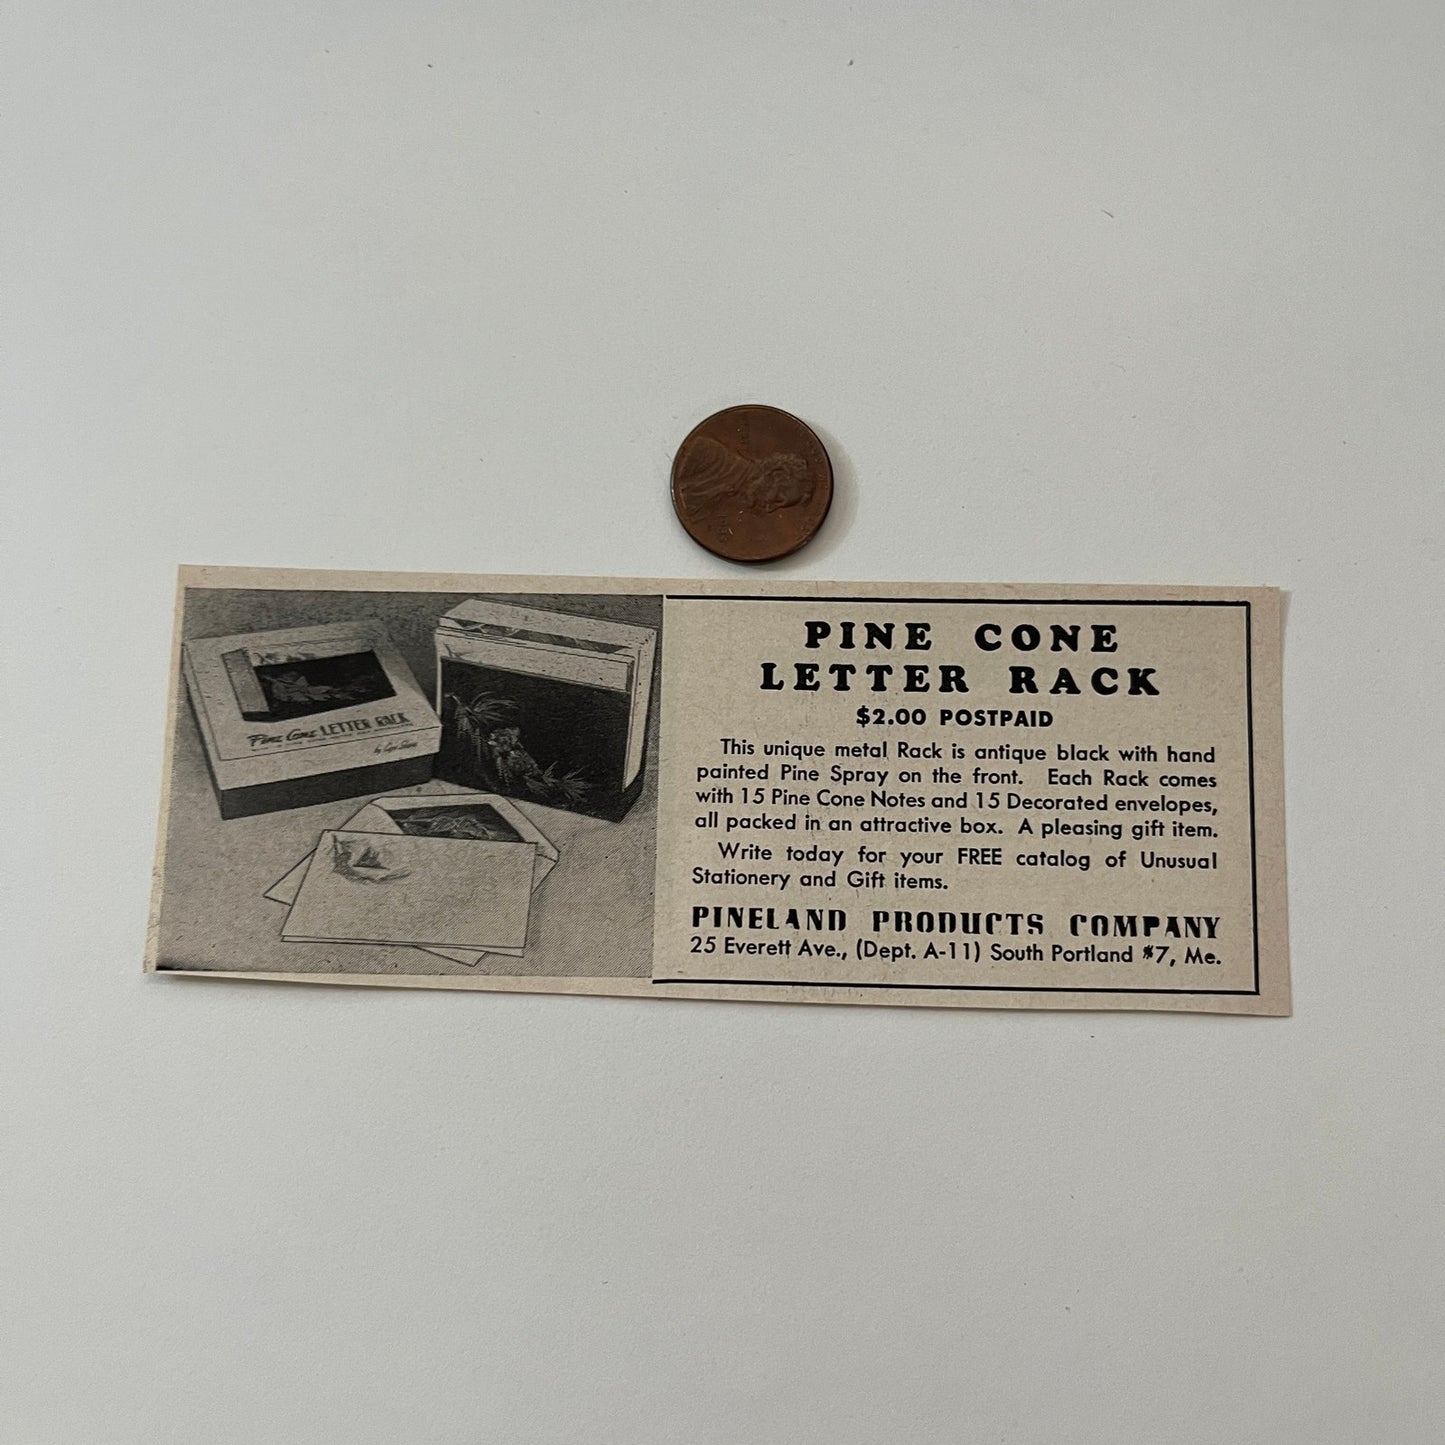 Pine Cone LETTER RACK
PINE CONE
LETTER RACK
$2.00 POSTPAID
This unique metal Rack is antique black with hand
painted Pine Spray on the front. Each Rack comes
with 15 Pine Cone Notes and 15 Decorated envelopes,
all packed in an attractive box. A pleasing gift item.
Write today for your FREE catalog of Unusual
Stationery and Gift items.
PINELAND PRODUCTS COMPANY
25 Everett Ave., (Dept. A-11) South Portland #7, Me.